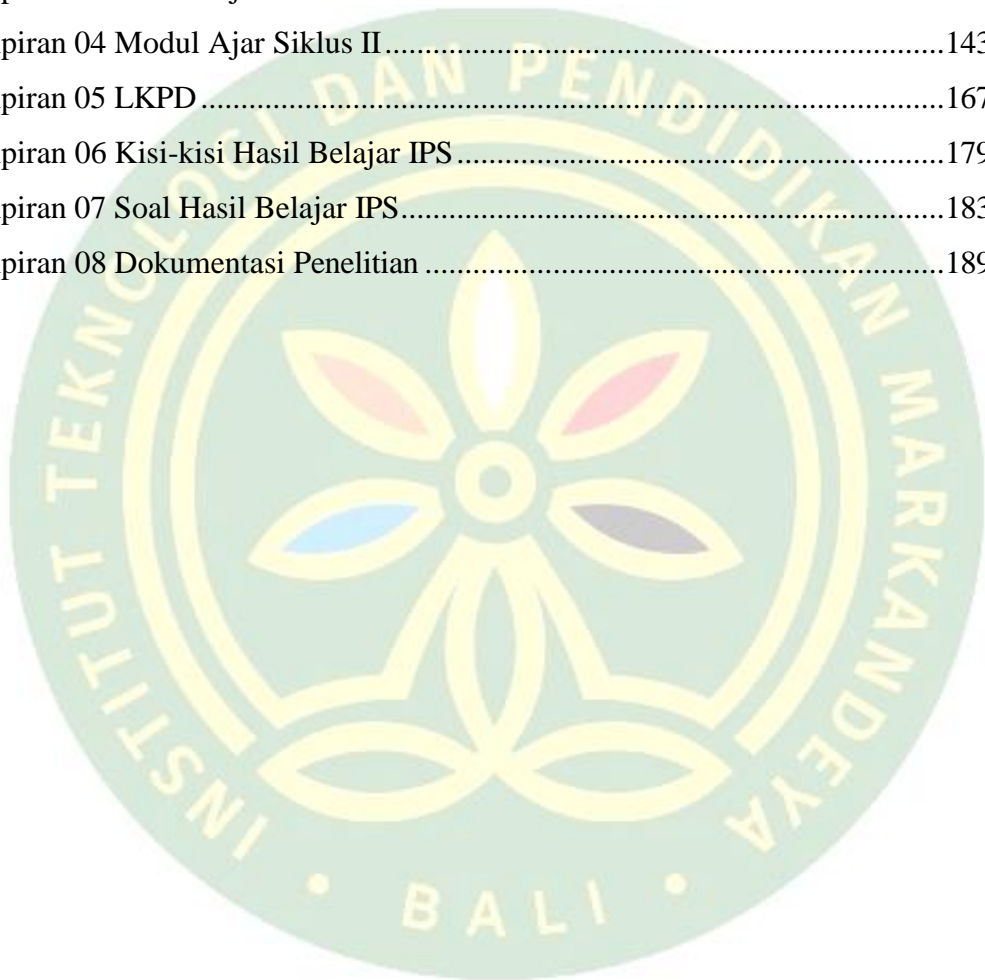 piran 04 Modul Ajar Siklus II....................................................................................143
piran 05 LKPD....................................................................................167
piran 06 Kisi-kisi Hasil Belajar IPS....................................................................................179
piran 07 Soal Hasil Belajar IPS....................................................................................183
piran 08 Dokumentasi Penelitian....................................................................................189
INSTITUT TEKNOLOGI DAN PENDIDIKAN MARKANDEYA
• BALI •